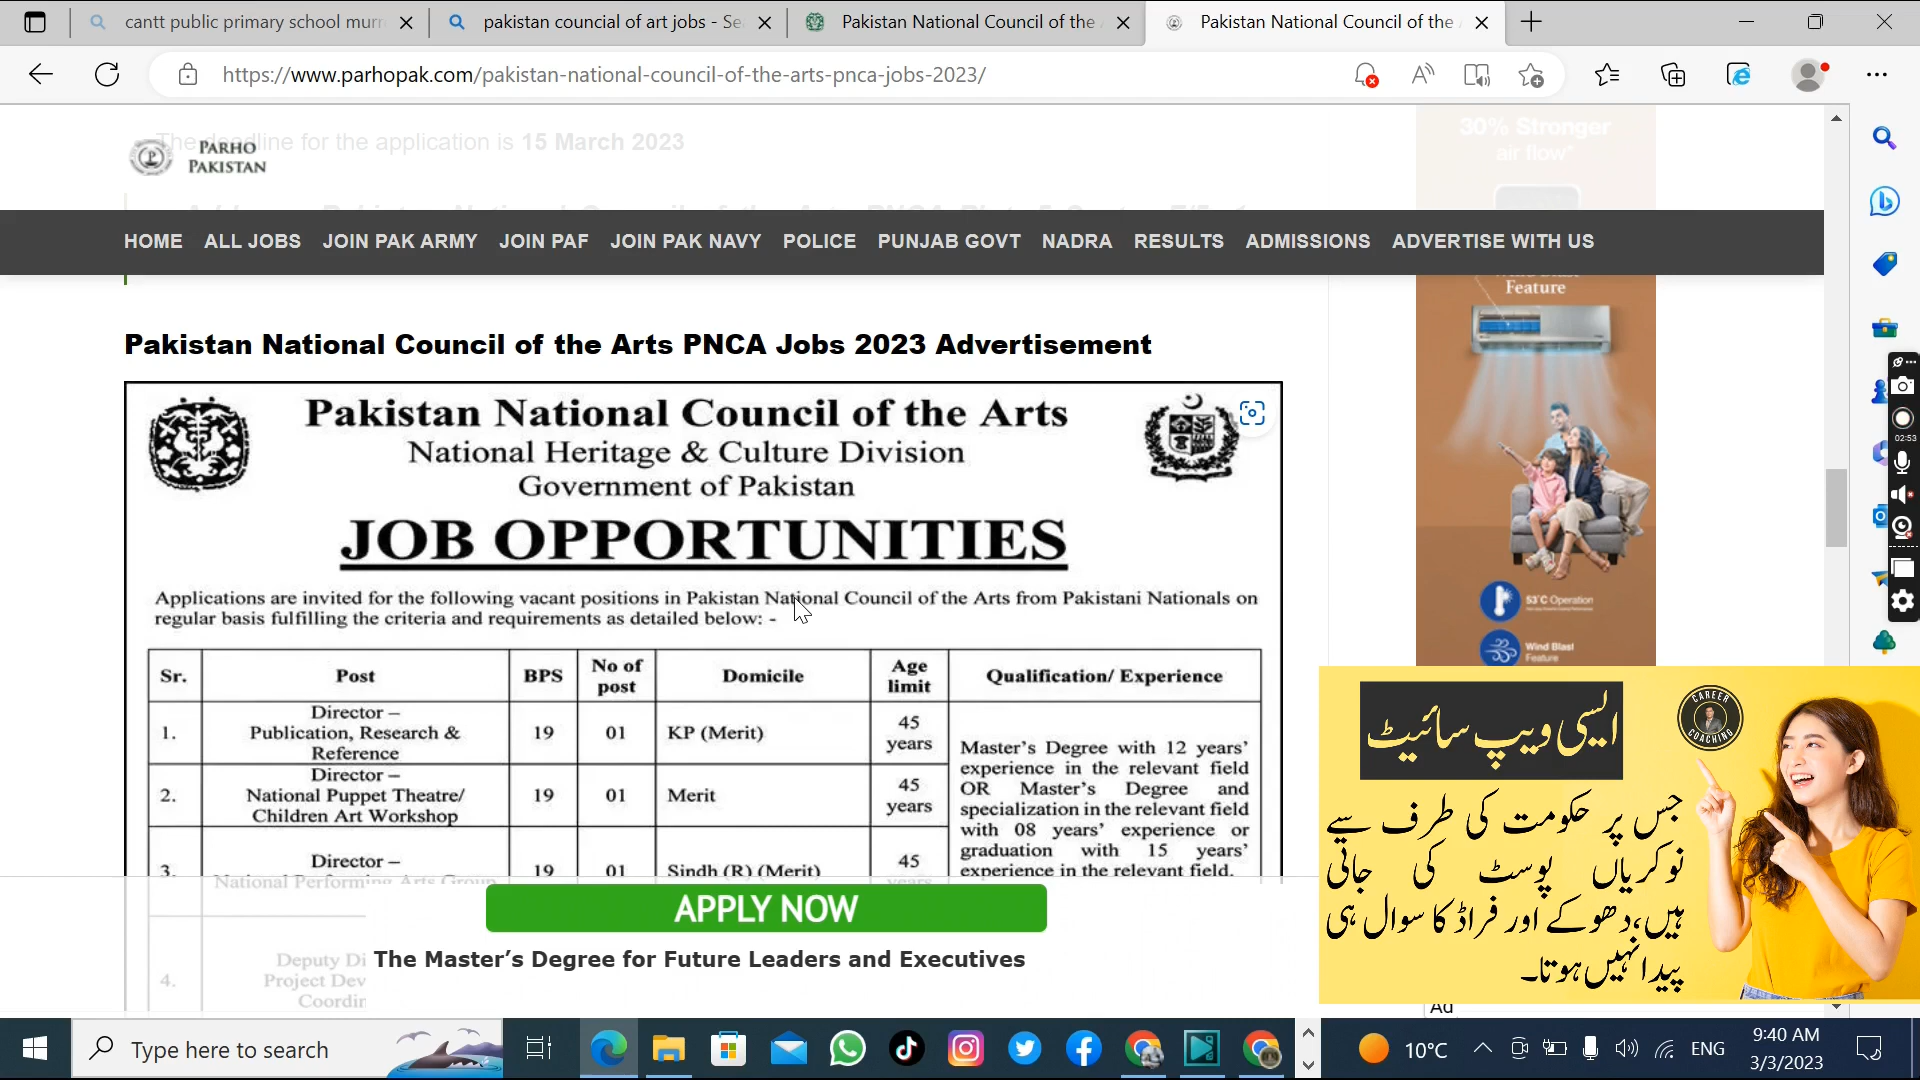 cantt public primary school murr
pakistan councial of art jobs - Se
Pakistan National Council of the
Pakistan National Council of the
https://www.parhopak.com/pakistan-national-council-of-the-arts-pnca-jobs-2023/
The deadline for the application is 15 March 2023
PARHO
PAKISTAN
HOME ALL JOBS JOIN PAK ARMY JOIN PAF JOIN PAK NAVY POLICE PUNJAB GOVT NADRA RESULTS ADMISSIONS ADVERTISE WITH US
Pakistan National Council of the Arts PNCA Jobs 2023 Advertisement
Pakistan National Council of the Arts
National Heritage & Culture Division
Government of Pakistan
JOB OPPORTUNITIES
Applications are invited for the following vacant positions in Pakistan National Council of the Arts from Pakistani Nationals on
regular basis fulfilling the criteria and requirements as detailed below: -
Sr. Post BPS No of post Domicile Age limit Qualification/ Experience
1. Director –
Publication, Research &
Reference
19 01 KP (Merit) 45 years
2. Director –
National Puppet Theatre/
Children Art Workshop
19 01 Merit 45 years
3. Director –
National Performing Arts Group
19 01 Sindh (R) (Merit) 45 years
Master's Degree with 12 years'
experience in the relevant field
OR Master's Degree and
specialization in the relevant field
with 08 years' experience or
graduation with 15 years'
experience in the relevant field.
4. Deputy Di
Project Dev
Coordin
APPLY NOW
The Master's Degree for Future Leaders and Executives
30% Stronger
air flow*
Feature
53°C Operation
Wind Blast
Feature
02:53
ایسی ویب سائیٹ
CAREER
COACHING
جس پر حکومت کی طرف سے
نوکریاں پوسٹ کی جاتی
ہیں،دھوکے اور فراڈ کا سوال ہی
پیدا نہیں ہوتا۔
Ad
Type here to search
10°C
ENG
9:40 AM
3/3/2023